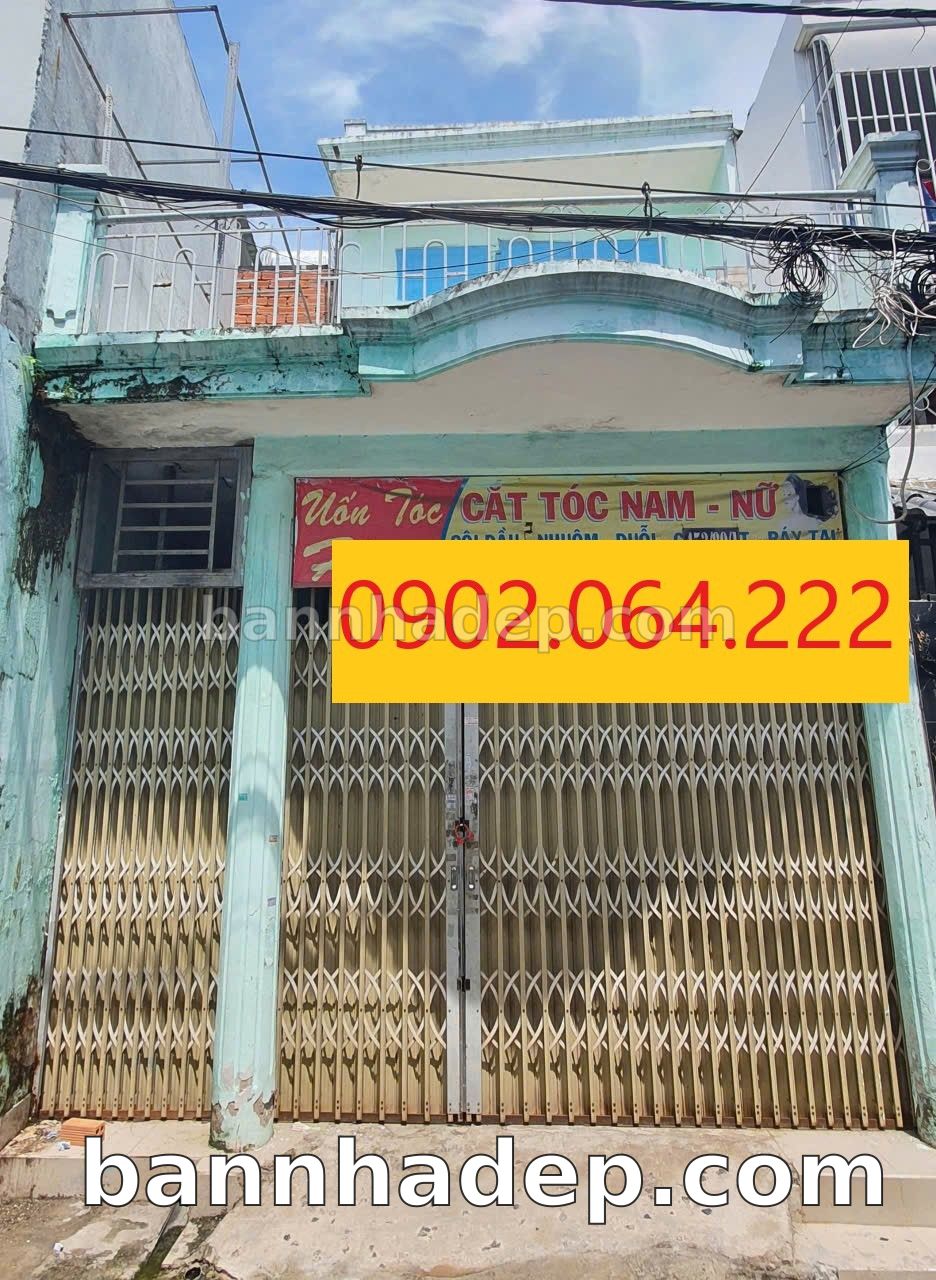 Uốn Tóc
CẮT TÓC NAM - NỮ
bannhadep.com
0902.064.222
bannhadep.com